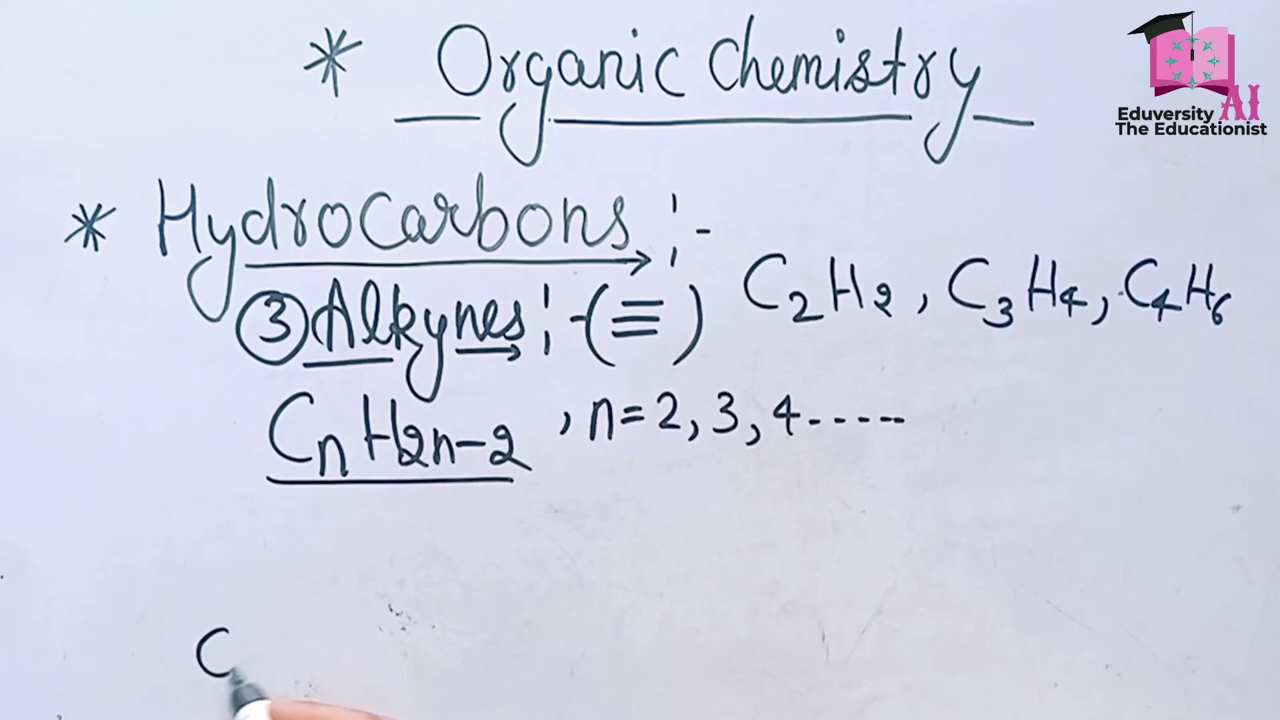 * Organic Chemistry
Eduversity AI
The Educationist
* HydroCarbons :-
③ Alkynes :- (≡) C₂H₂, C₃H₄, C₄H₆
CₙH₂ₙ₋₂ , n=2, 3, 4-----
C